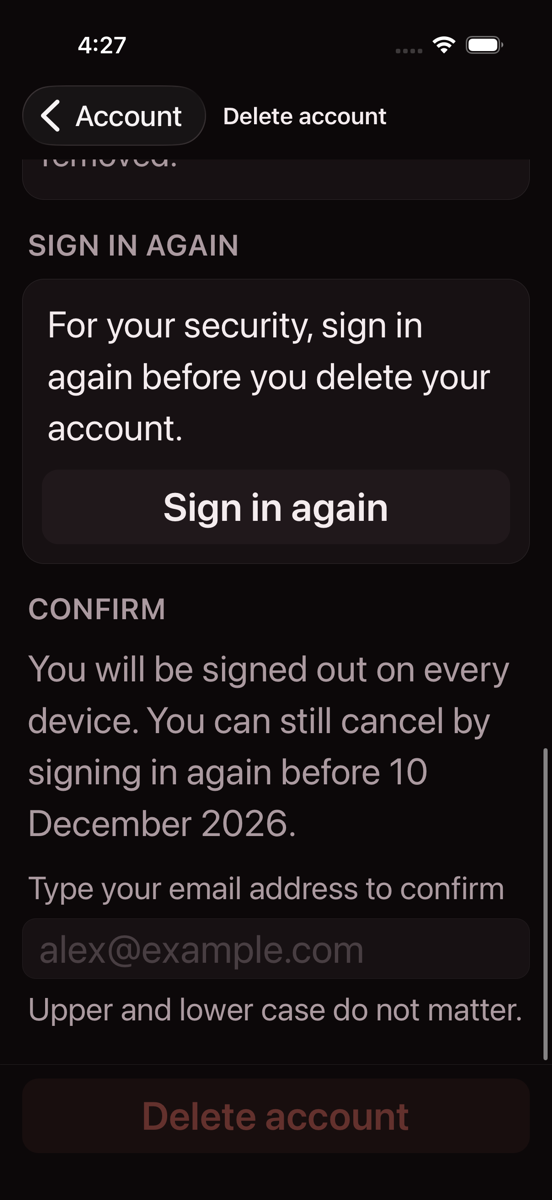 4:27
Account
Delete account
removed.
SIGN IN AGAIN
For your security, sign in
again before you delete your
account.
Sign in again
CONFIRM
You will be signed out on every
device. You can still cancel by
signing in again before 10
December 2026.
Type your email address to confirm
alex@example.com
Upper and lower case do not matter.
Delete account